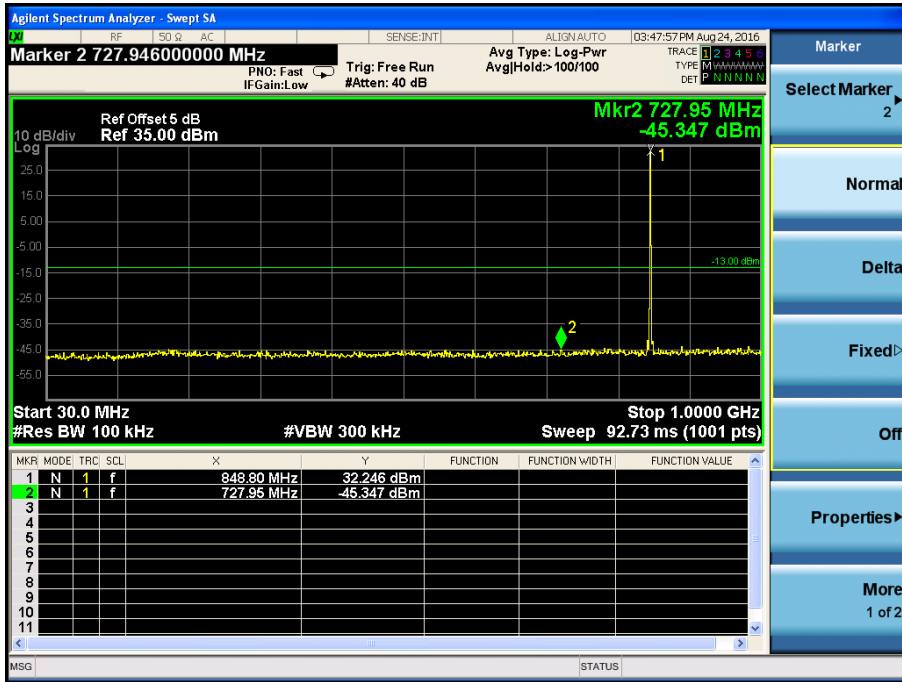 Agilent Spectrum Analyzer - Swept SA
LXI RF 50 Ω AC SENSE:INT ALIGN AUTO 03:47:57 PM Aug 24, 2016
Marker 2 727.946000000 MHz
PNO: Fast
IFGain:Low
Trig: Free Run
#Atten: 40 dB
Avg Type: Log-Pwr
Avg|Hold:>100/100
TRACE 1 2 3 4 5 6
TYPE M
DET P N N N N N
Mkr2 727.95 MHz
-45.347 dBm
Ref Offset 5 dB
10 dB/div Ref 35.00 dBm
Log
1
25.0
15.0
5.00
-5.00
-13.00 dBm
-15.0
-25.0
-35.0
2
-45.0
-55.0
Start 30.0 MHz Stop 1.0000 GHz
#Res BW 100 kHz #VBW 300 kHz Sweep 92.73 ms (1001 pts)
MKR MODE TRC SCL X Y FUNCTION FUNCTION WIDTH FUNCTION VALUE
1 N 1 f 848.80 MHz 32.246 dBm
2 N 1 f 727.95 MHz -45.347 dBm
3
4
5
6
7
8
9
10
11
MSG STATUS
Marker
Select Marker
2
Normal
Delta
Fixed
Off
Properties
More
1 of 2